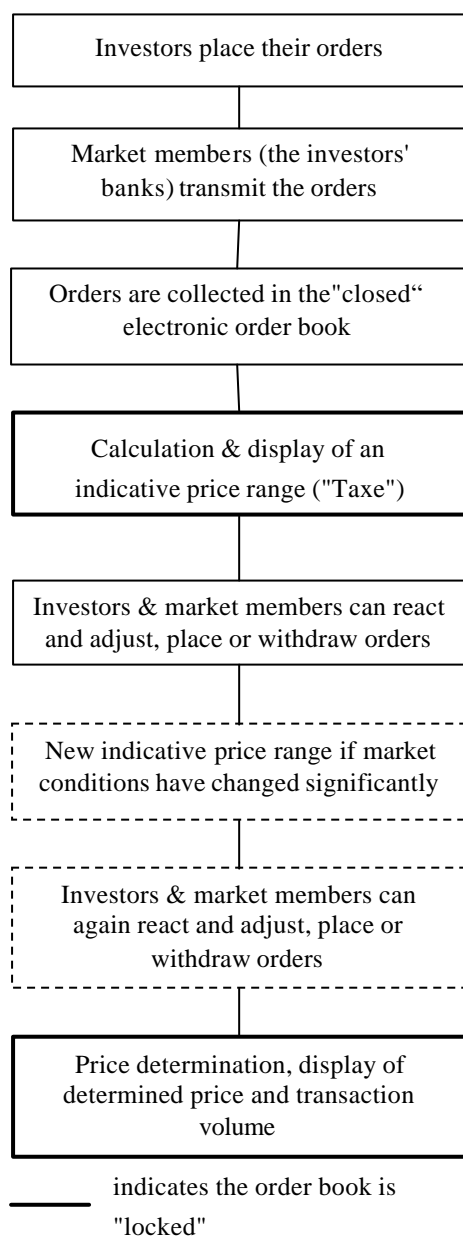 Investors place their orders
Market members (the investors'
banks) transmit the orders
Orders are collected in the"closed“
electronic order book
Calculation & display of an
indicative price range ("Taxe")
Investors & market members can react
and adjust, place or withdraw orders
New indicative price range if market
conditions have changed significantly
Investors & market members can
again react and adjust, place or
withdraw orders
Price determination, display of
determined price and transaction
volume
indicates the order book is
"locked"